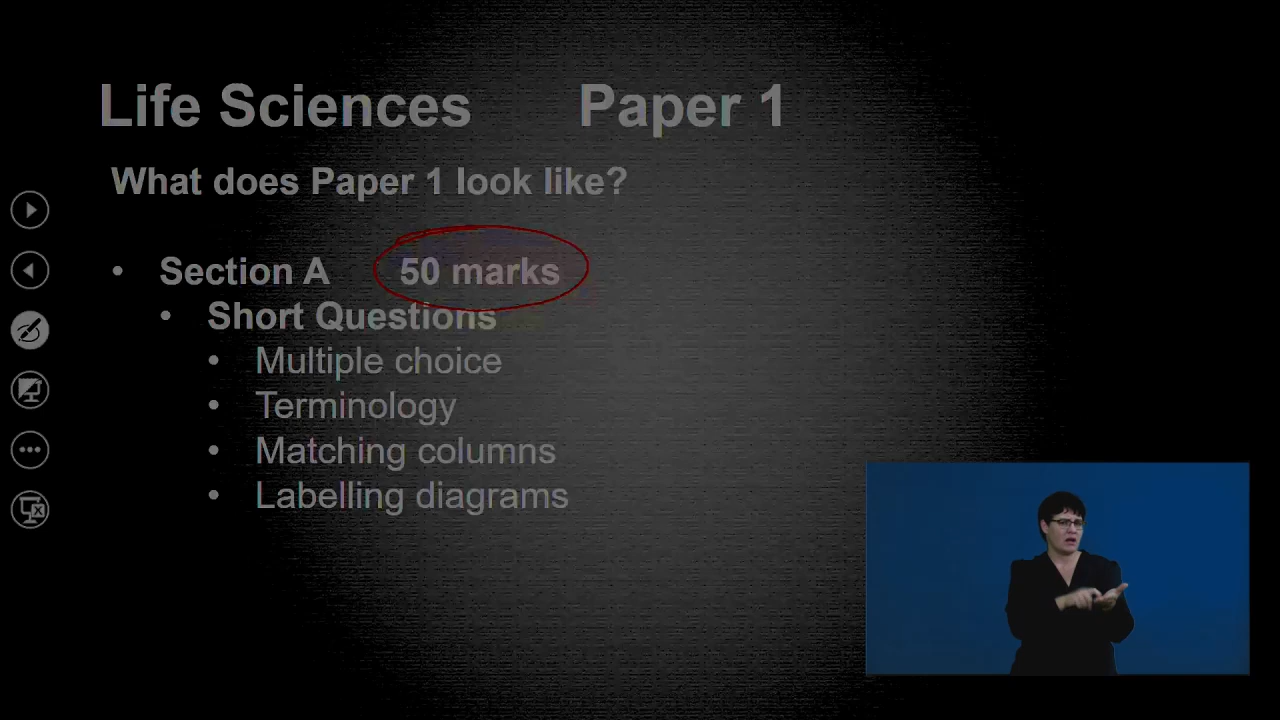 Life Sciences Paper 1
What does Paper 1 look like?
• Section A 50 marks
• Short Questions
• Multiple choice
• Terminology
• Matching columns
• Labelling diagrams